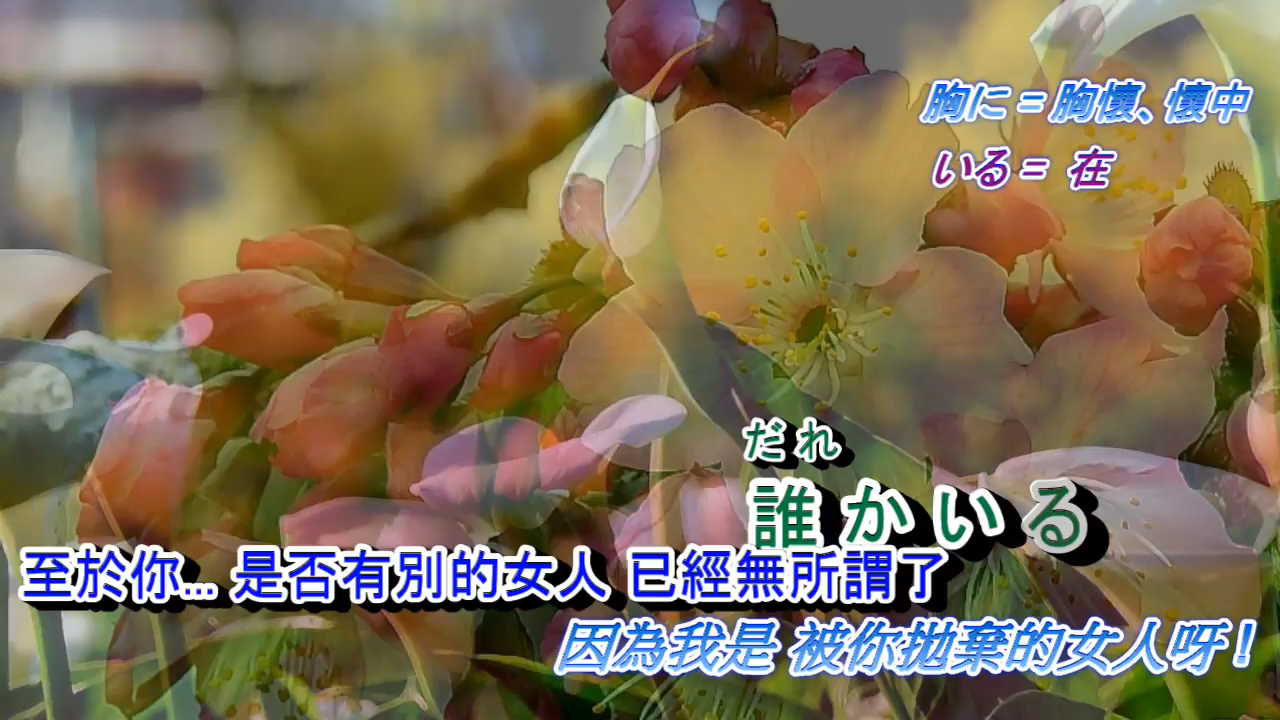 胸に = 胸懷、懷中
いる = 在
だれ
誰かいる
至於你... 是否有別的女人 已經無所謂了
因為我是 被你拋棄的女人呀 !